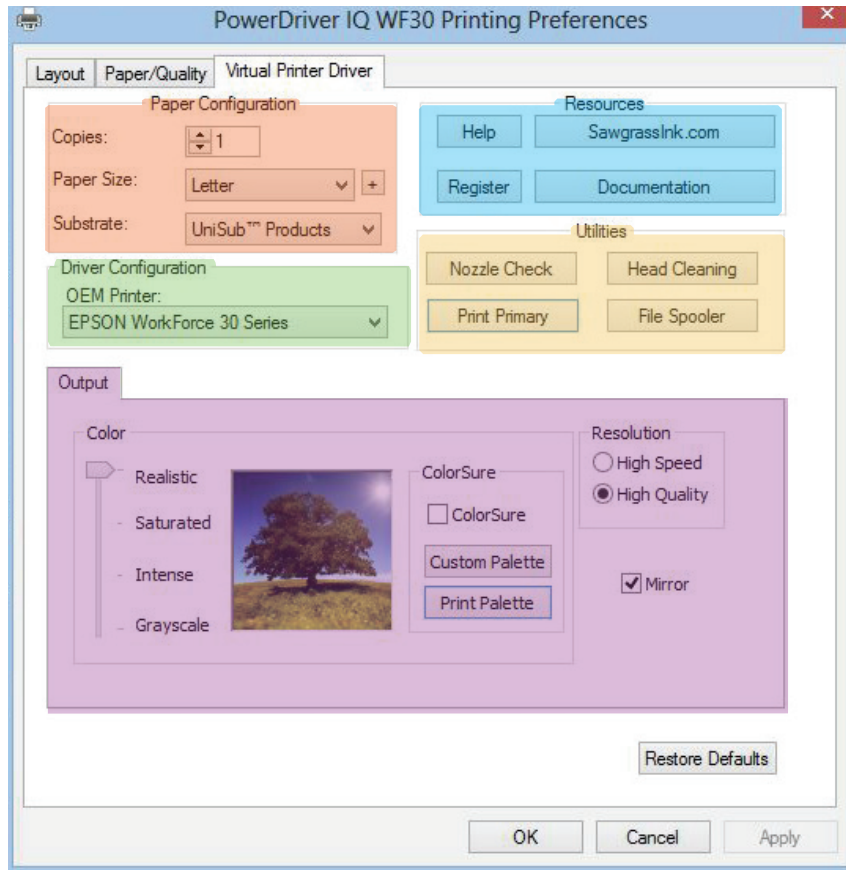 PowerDriver IQ WF30 Printing Preferences
Layout Paper/Quality Virtual Printer Driver
Paper Configuration
Copies: 1
Paper Size: Letter +
Substrate: UniSub™ Products
Driver Configuration
OEM Printer:
EPSON WorkForce 30 Series
Resources
Help SawgrassInk.com
Register Documentation
Utilities
Nozzle Check Head Cleaning
Print Primary File Spooler
Output
Color
Realistic
Saturated
Intense
Grayscale
ColorSure
ColorSure
Custom Palette
Print Palette
Resolution
High Speed
High Quality
Mirror
Restore Defaults
OK Cancel Apply